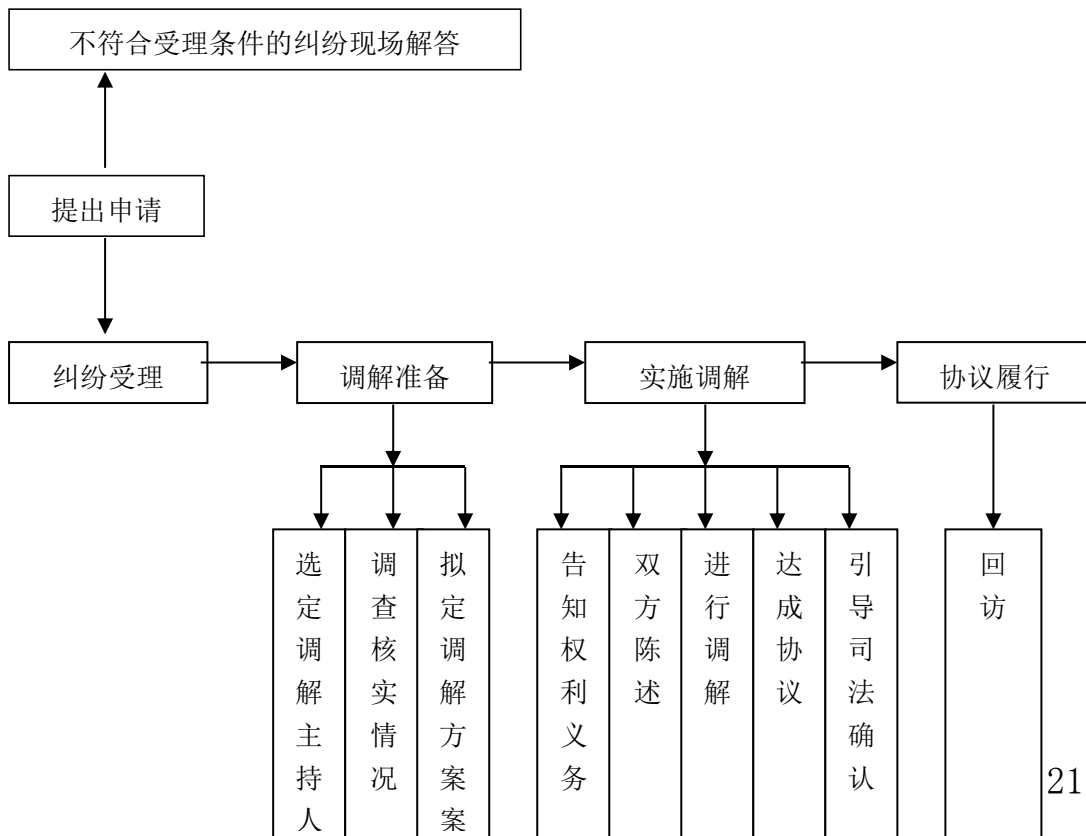 不符合受理条件的纠纷现场解答
提出申请
纠纷受理
调解准备
实施调解
协议履行
选定调解主持人
调查核实情况
拟定调解方案案
告知权利义务
双方陈述
进行调解
达成协议
引导司法确认
回访
21